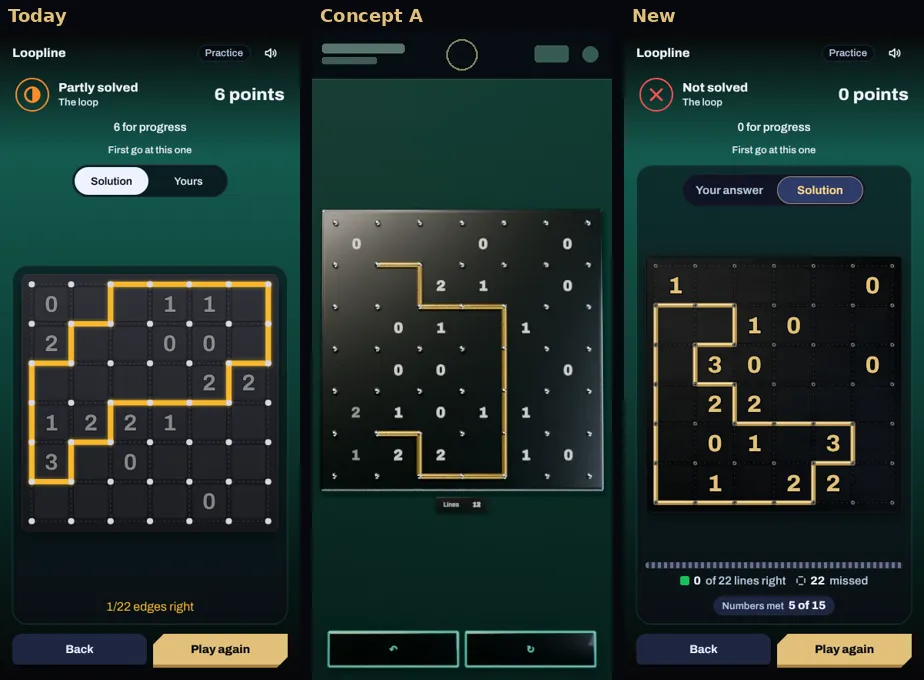 Today
Loopline
Practice
Partly solved
The loop
6 points
6 for progress
First go at this one
Solution
Yours
0 1 1
2 0 0
2 2
1 2 2 1
3 0
0
1/22 edges right
Back
Play again
Concept A
0 0 0
2 1 0
0 1 1
0 0 0
2 1 0 1 1
1 2 2 1 0
Lines 12
New
Loopline
Practice
Not solved
The loop
0 points
0 for progress
First go at this one
Your answer
Solution
1 0
1 0
3 0 0
2 2
0 1 3
1 2 2
0 of 22 lines right 22 missed
Numbers met 5 of 15
Back
Play again